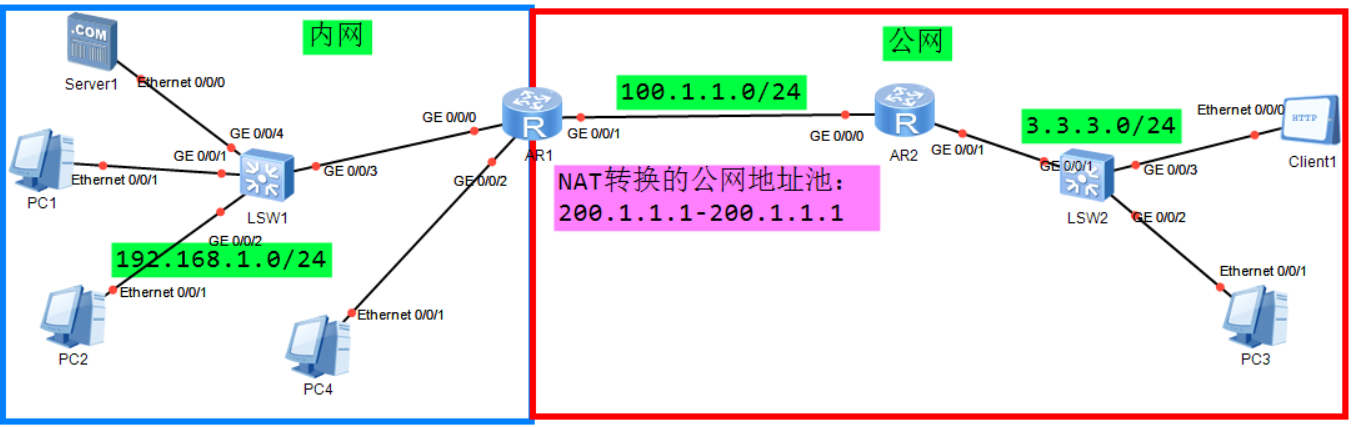 内网
公网
.COM
Server1
Ethernet 0/0/0
GE 0/0/4
GE 0/0/1
Ethernet 0/0/1
PC1
LSW1
GE 0/0/3
GE 0/0/2
192.168.1.0/24
Ethernet 0/0/1
PC2
GE 0/0/0
R
AR1
GE 0/0/1
GE 0/0/2
Ethernet 0/0/1
PC4
100.1.1.0/24
NAT转换的公网地址池:
200.1.1.1-200.1.1.1
GE 0/0/0
R
AR2
GE 0/0/1
3.3.3.0/24
GE 0/0/1
LSW2
GE 0/0/3
GE 0/0/2
Ethernet 0/0/0
HTTP
Client1
Ethernet 0/0/1
PC3